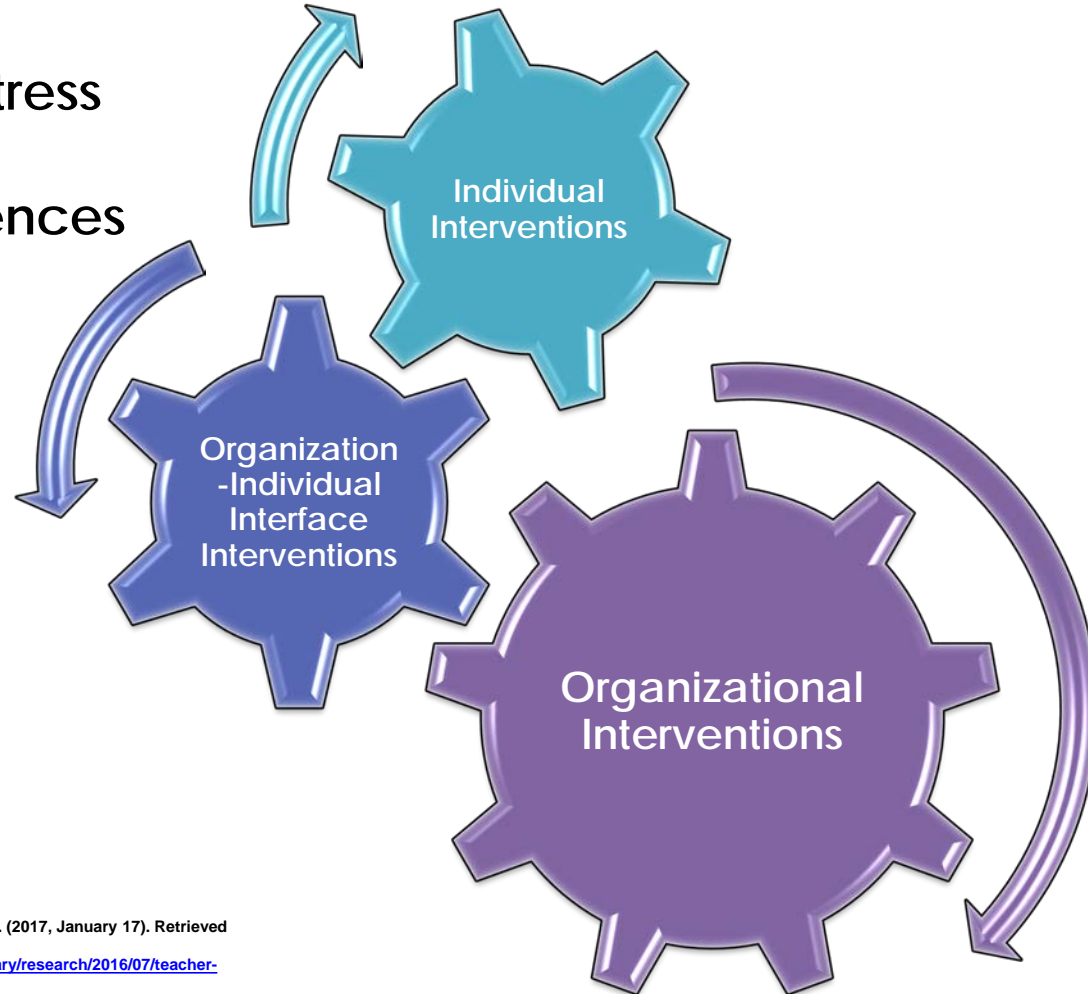 tress
ences
Individual
Interventions
Organization
-Individual
Interface
Interventions
Organizational
Interventions
. (2017, January 17). Retrieved
ary/research/2016/07/teacher-